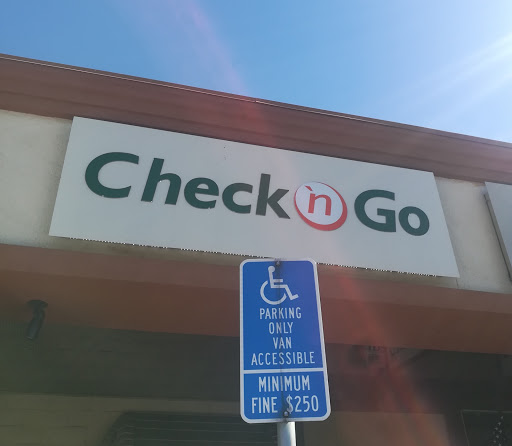 Check 'n Go
PARKING
ONLY
VAN
ACCESSIBLE
MINIMUM
FINE $250